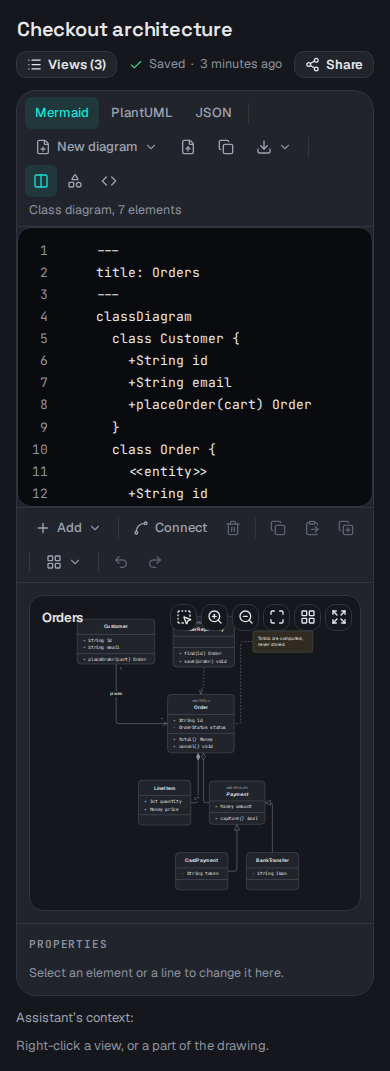 Checkout architecture
Views (3)
Saved · 3 minutes ago
Share
Mermaid
PlantUML
JSON
New diagram
Class diagram, 7 elements
1 ---
2 title: Orders
3 ---
4 classDiagram
5 class Customer {
6 +String id
7 +String email
8 +placeOrder(cart) Order
9 }
10 class Order {
11 <<entity>>
12 +String id
Add
Connect
Orders
Customer
+ String id
+ String email
+ placeOrder(cart) Order
+ find(id) Order
+ save(order) void
Totals are computed,
never stored
places
Order
+ String id
- OrderStatus status
+ total() Money
+ cancel() void
LineItem
+ Int quantity
+ Money price
Payment
+ Money amount
+ capture() bool
CardPayment
- String token
BankTransfer
- String iban
PROPERTIES
Select an element or a line to change it here.
Assistant's context:
Right-click a view, or a part of the drawing.